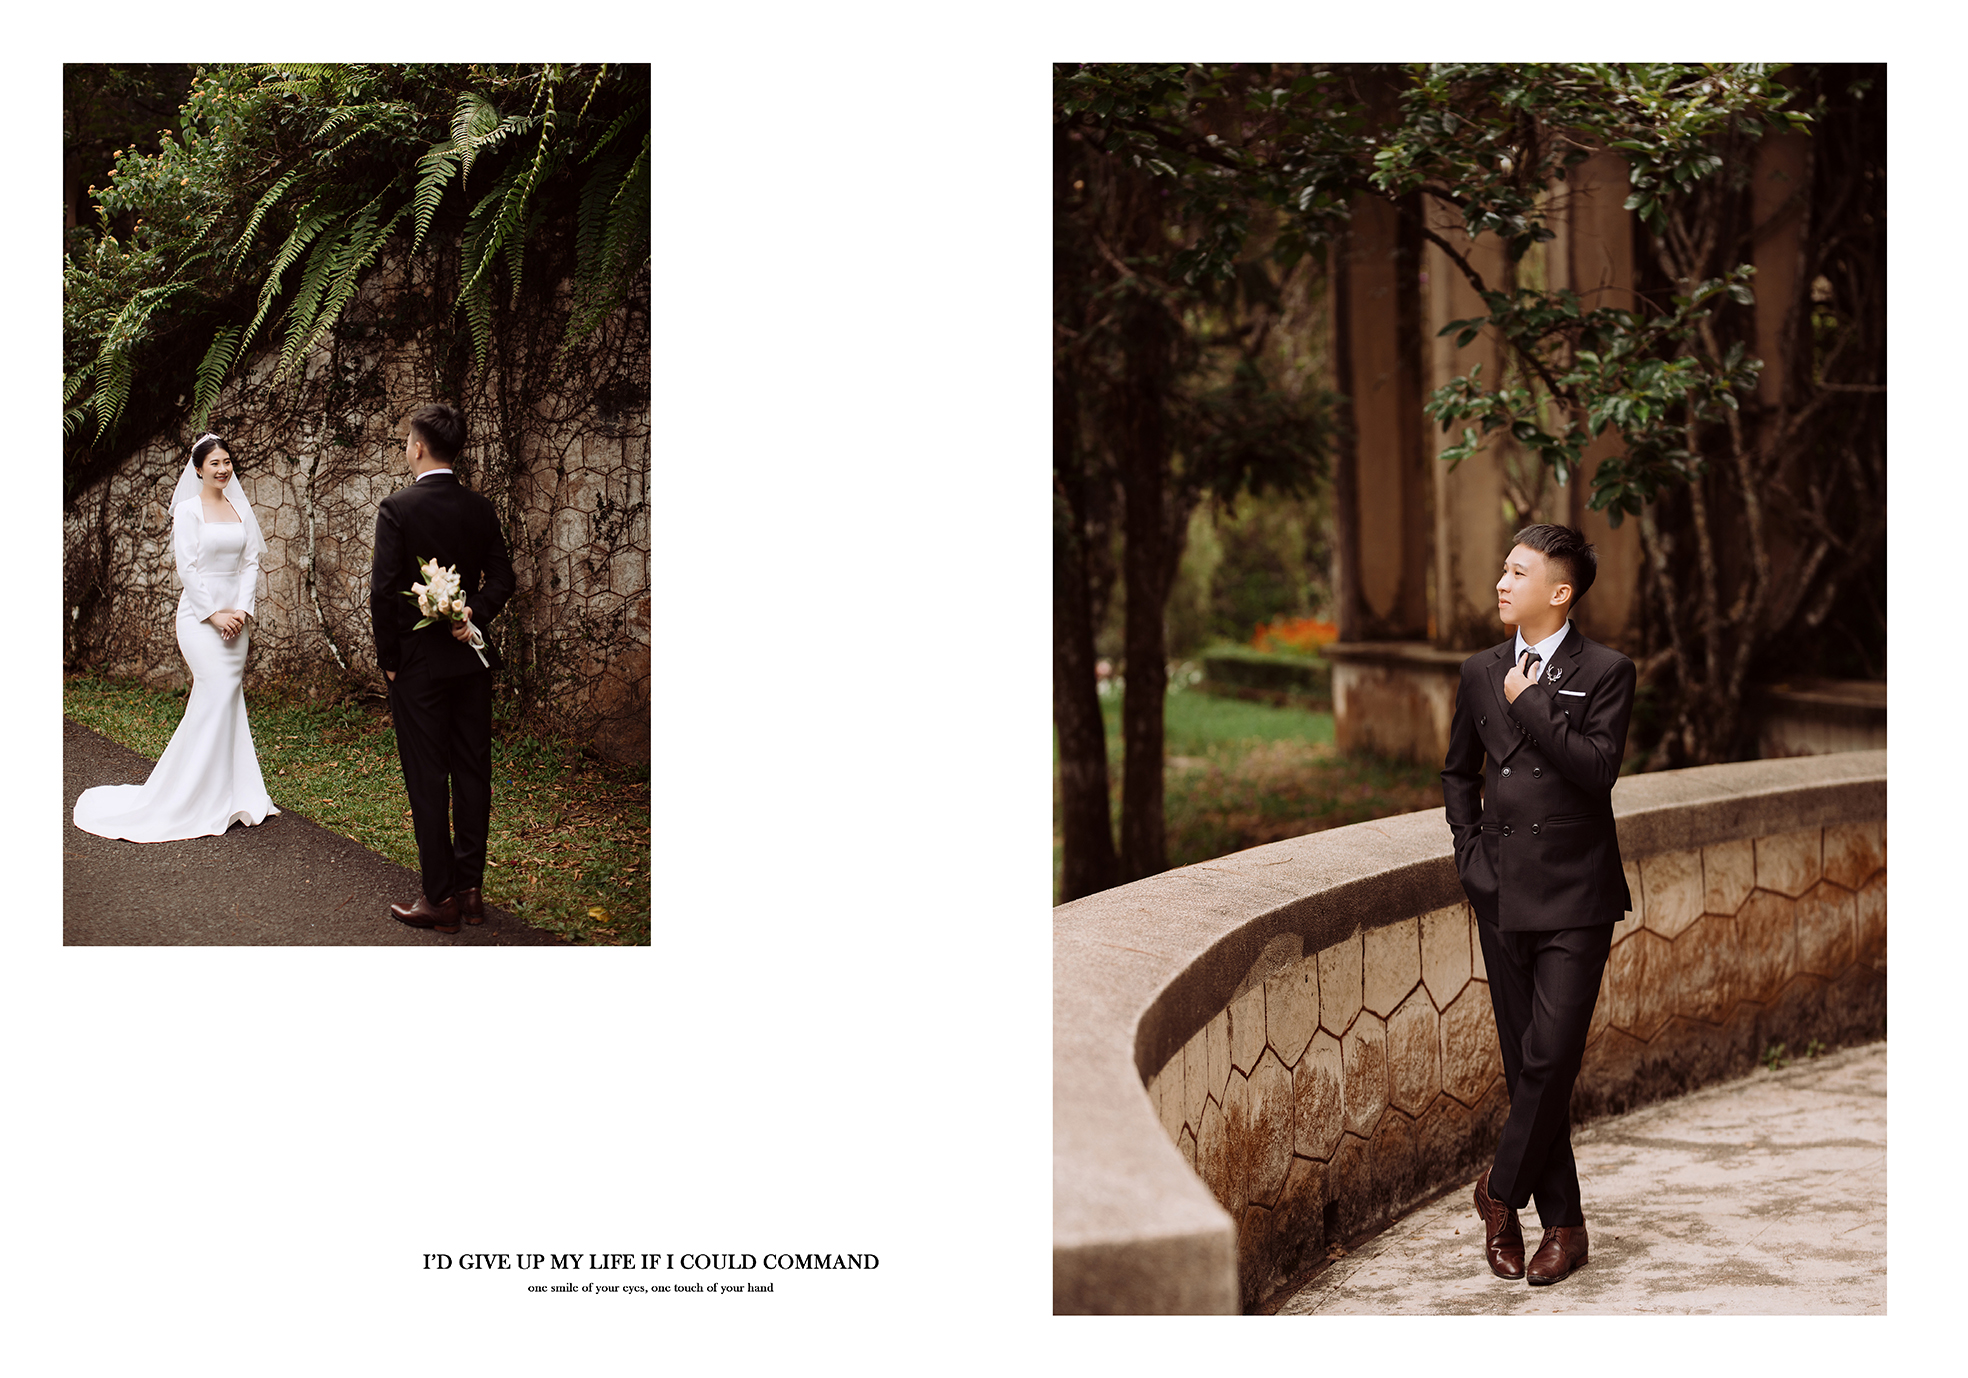 I’D GIVE UP MY LIFE IF I COULD COMMAND
one smile of your eyes, one touch of your hand